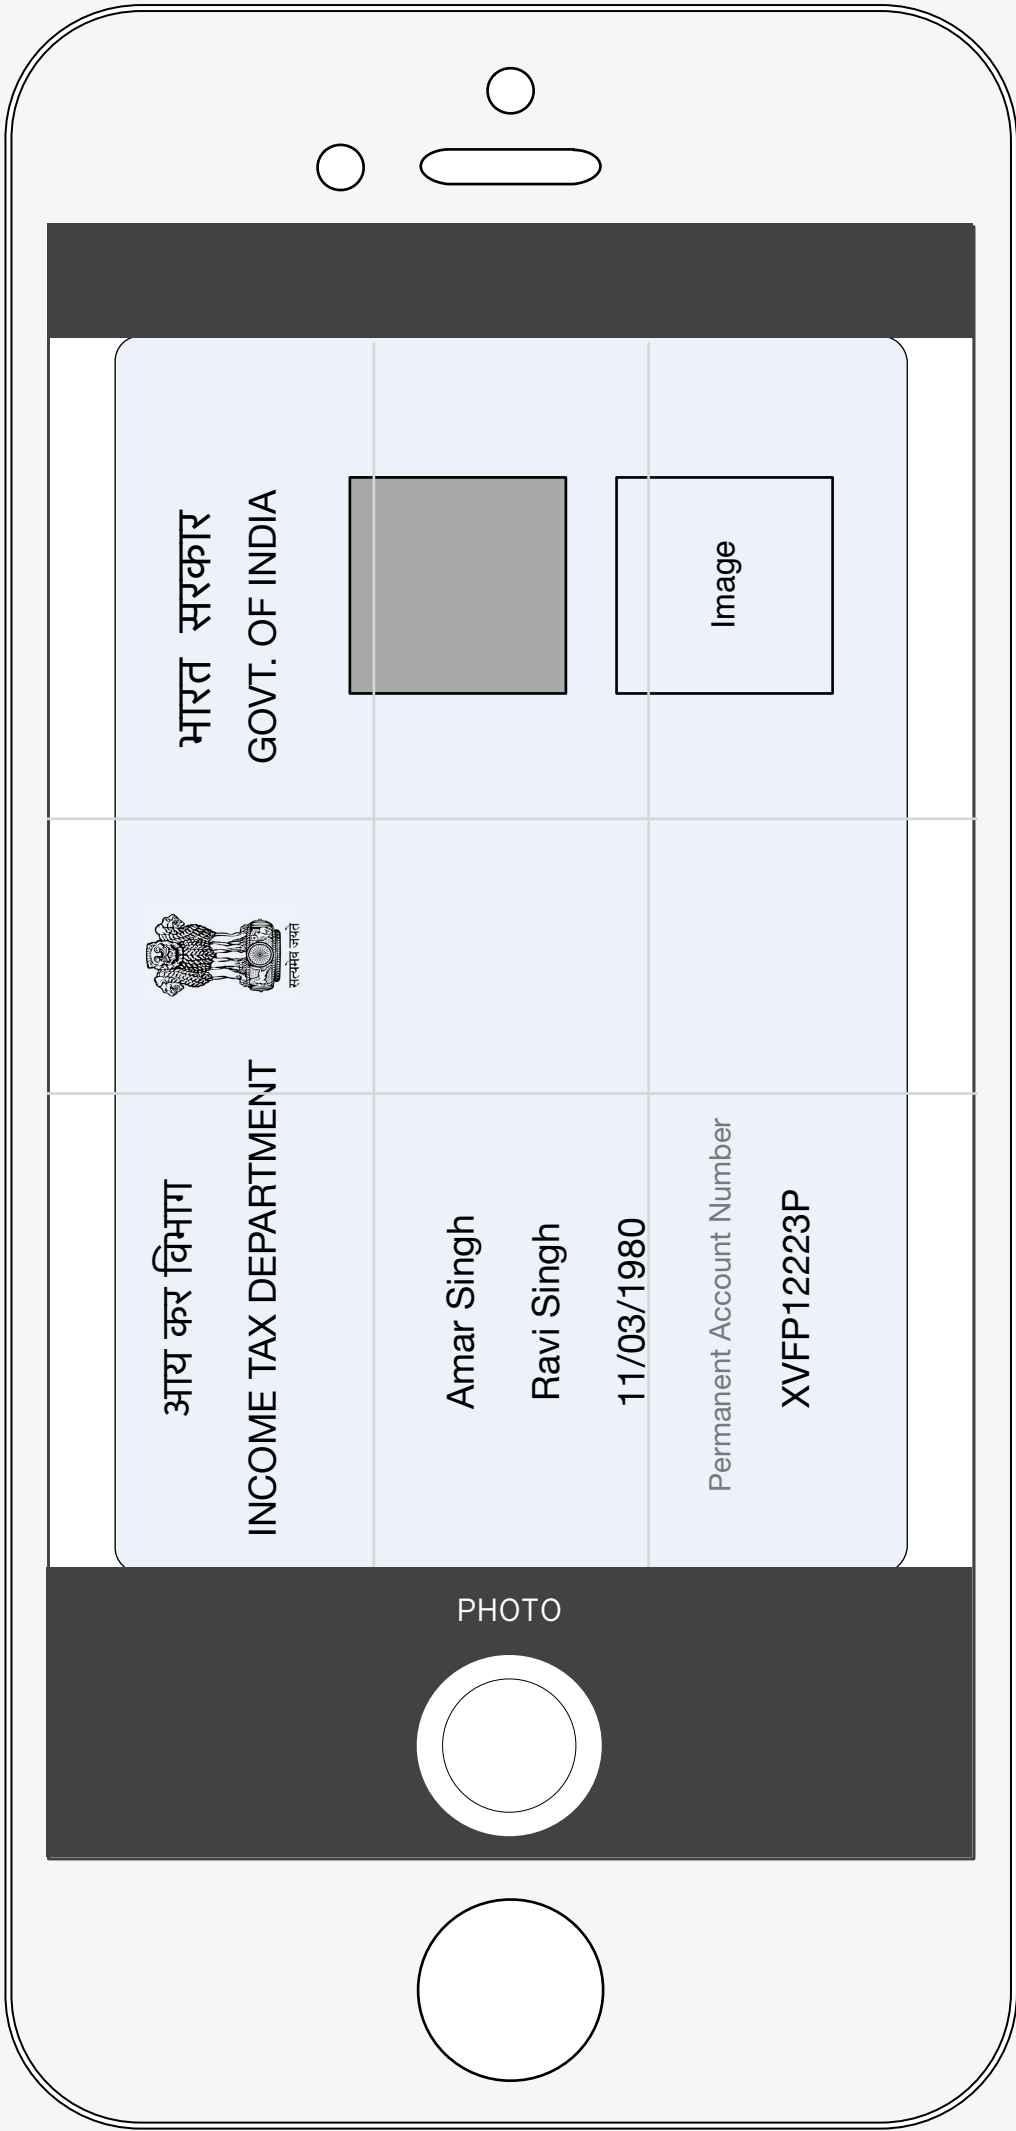 आय कर विभाग
INCOME TAX DEPARTMENT
सत्यमेव जयते
भारत सरकार
GOVT. OF INDIA
Amar Singh
Ravi Singh
11/03/1980
Permanent Account Number
XVFP12223P
Image
PHOTO